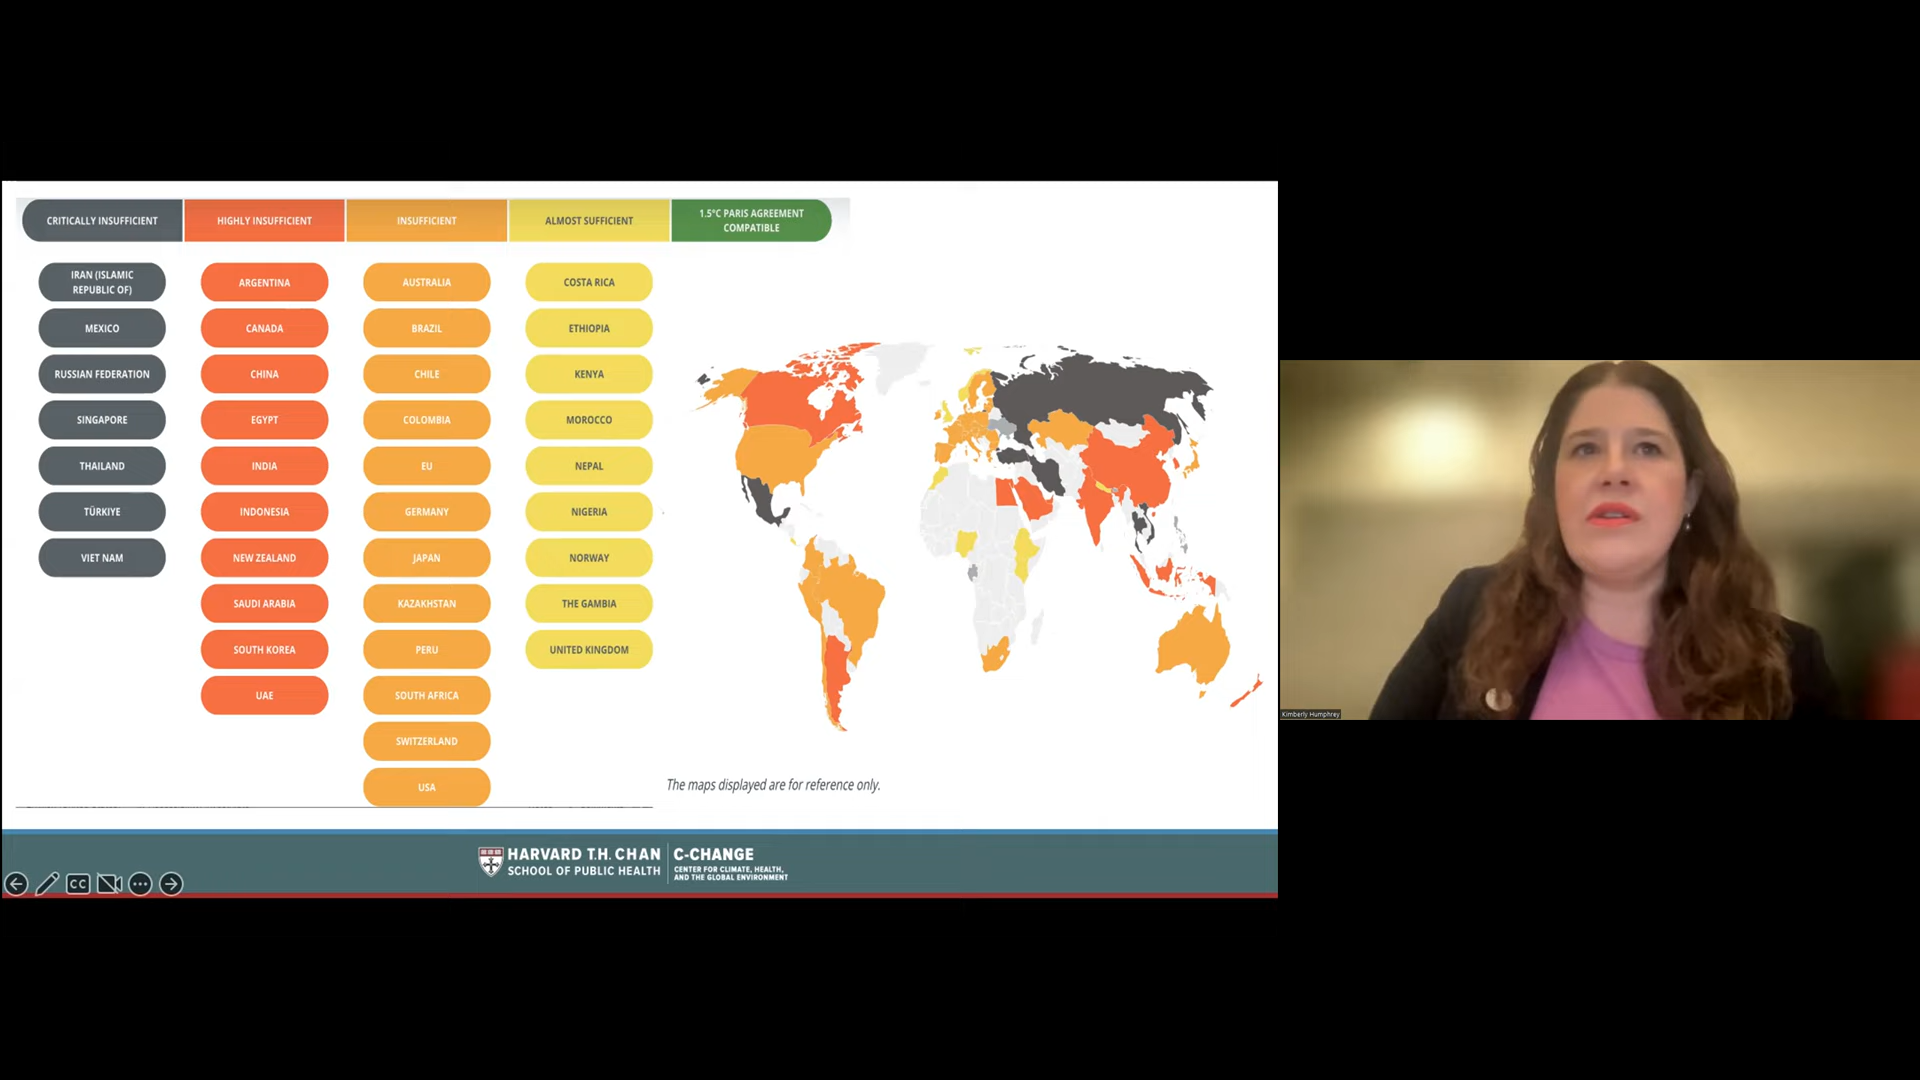 CRITICALLY INSUFFICIENT
HIGHLY INSUFFICIENT
INSUFFICIENT
ALMOST SUFFICIENT
1.5°C PARIS AGREEMENT
COMPATIBLE
IRAN (ISLAMIC
REPUBLIC OF)
MEXICO
RUSSIAN FEDERATION
SINGAPORE
THAILAND
TÜRKIYE
VIET NAM
ARGENTINA
CANADA
CHINA
EGYPT
INDIA
INDONESIA
NEW ZEALAND
SAUDI ARABIA
SOUTH KOREA
UAE
AUSTRALIA
BRAZIL
CHILE
COLOMBIA
EU
GERMANY
JAPAN
KAZAKHSTAN
PERU
SOUTH AFRICA
SWITZERLAND
USA
COSTA RICA
ETHIOPIA
KENYA
MOROCCO
NEPAL
NIGERIA
NORWAY
THE GAMBIA
UNITED KINGDOM
The maps displayed are for reference only.
HARVARD T.H. CHAN
SCHOOL OF PUBLIC HEALTH
C-CHANGE
CENTER FOR CLIMATE, HEALTH,
AND THE GLOBAL ENVIRONMENT
CC
Kimberly Humphrey